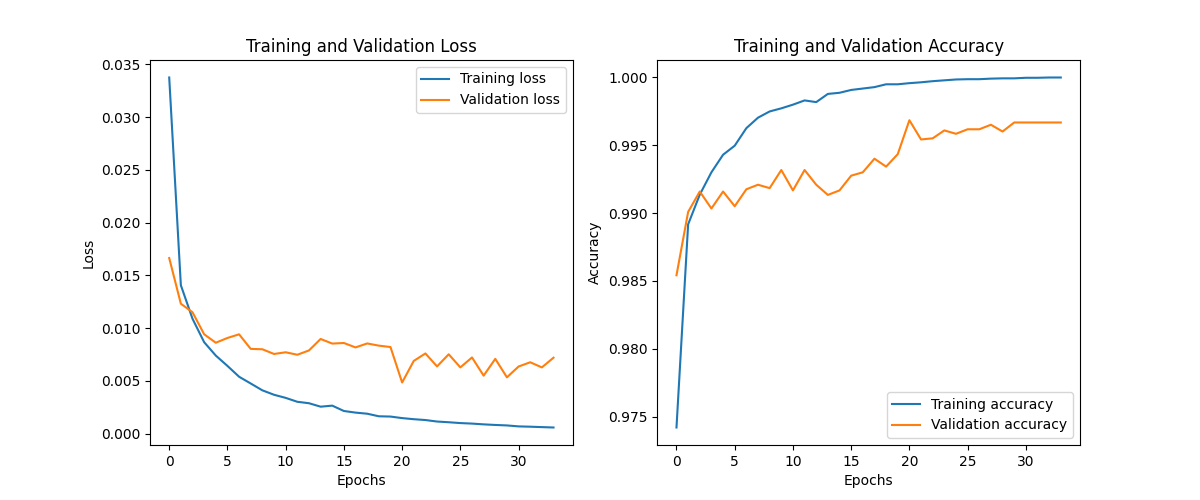 Training and Validation Loss
0.035
0.030
0.025
0.020
0.015
0.010
0.005
0.000
Loss
0
5
10
15
20
25
30
Epochs
Training loss
Validation loss
Training and Validation Accuracy
1.000
0.995
0.990
0.985
0.980
0.975
Accuracy
0
5
10
15
20
25
30
Epochs
Training accuracy
Validation accuracy